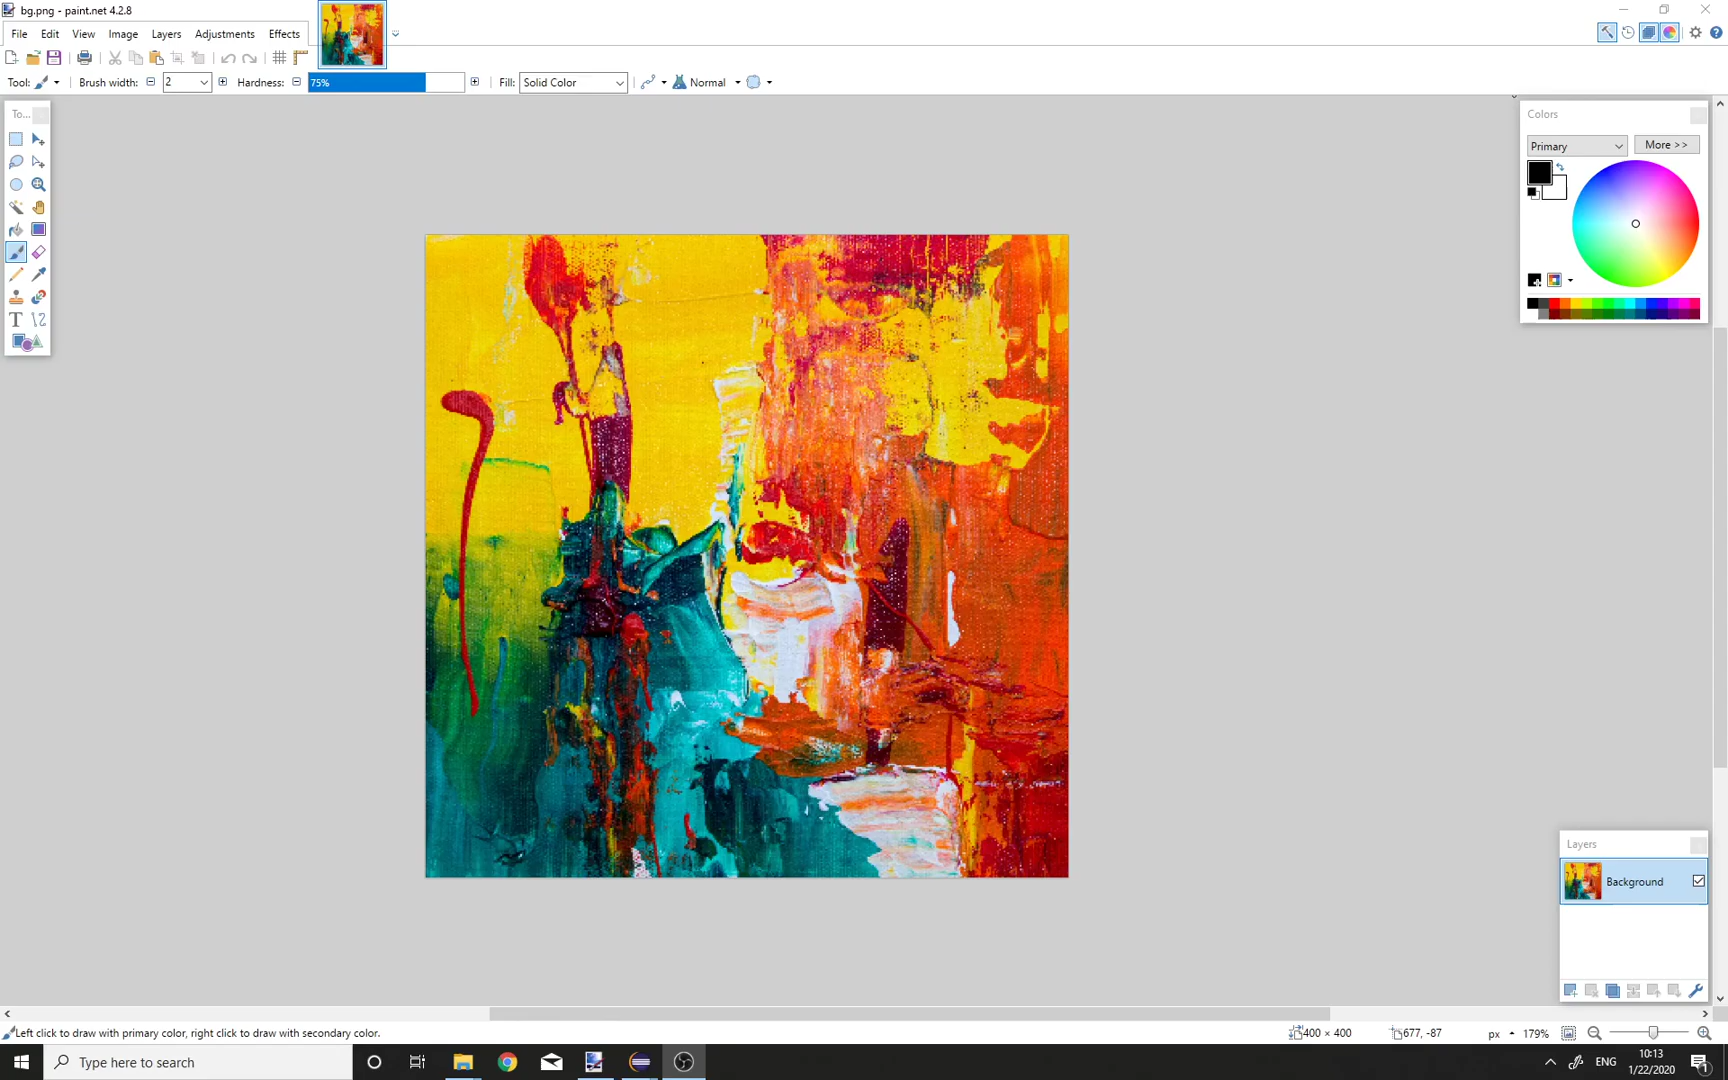 bg.png - paint.net 4.2.8
File Edit View Image Layers Adjustments Effects
Tool: Brush width: 2 Hardness: 75% Fill: Solid Color Normal
To...
Colors
Primary More >>
T
Layers
Background
Left click to draw with primary color, right click to draw with secondary color.
400 × 400 677, -87 px 179%
Type here to search
ENG 10:13
1/22/2020 1